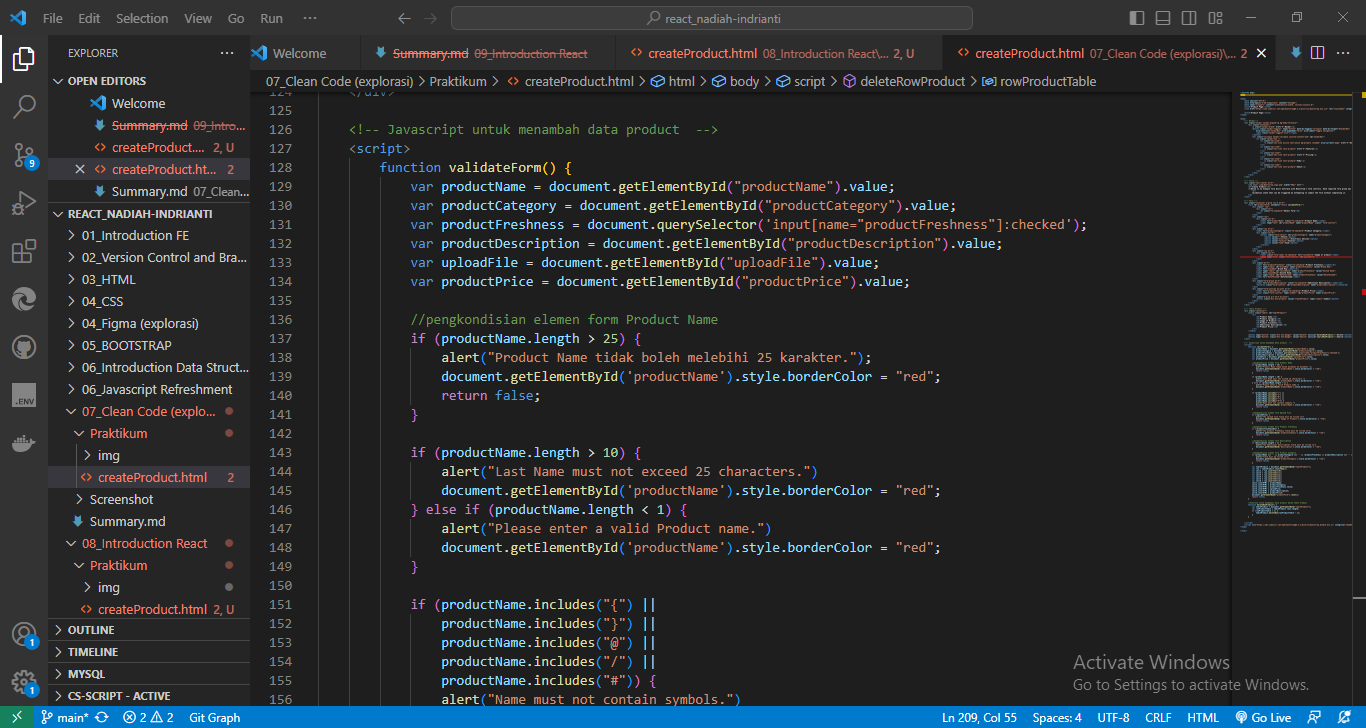 File Edit Selection View Go Run ··· react_nadiah-indrianti
EXPLORER ···
Welcome Summary.md 09_Introduction React createProduct.html 08_Introduction React\... 2, U createProduct.html 07_Clean Code (explorasi)\... 2
07_Clean Code (explorasi) > Praktikum > createProduct.html > html > body > script > deleteRowProduct > rowProductTable
OPEN EDITORS
Welcome
Summary.md 09_Intro...
createProduct.... 2, U
createProduct.ht... 2
Summary.md 07_Clean...
REACT_NADIAH-INDRIANTI
01_Introduction FE
02_Version Control and Bra...
03_HTML
04_CSS
04_Figma (explorasi)
05_BOOTSTRAP
06_Introduction Data Struct...
06_Javascript Refreshment
07_Clean Code (explo...
Praktikum
img
createProduct.html 2
Screenshot
Summary.md
08_Introduction React
Praktikum
img
createProduct.html 2, U
OUTLINE
TIMELINE
MYSQL
CS-SCRIPT - ACTIVE
.ENV
9
1
1
124 </div>
125
126 <!-- Javascript untuk menambah data product  -->
127 <script>
128 function validateForm() {
129 var productName = document.getElementById("productName").value;
130 var productCategory = document.getElementById("productCategory").value;
131 var productFreshness = document.querySelector('input[name="productFreshness"]:checked');
132 var productDescription = document.getElementById("productDescription").value;
133 var uploadFile = document.getElementById("uploadFile").value;
134 var productPrice = document.getElementById("productPrice").value;
135
136 //pengkondisian elemen form Product Name
137 if (productName.length > 25) {
138 alert("Product Name tidak boleh melebihi 25 karakter.");
139 document.getElementById('productName').style.borderColor = "red";
140 return false;
141 }
142
143 if (productName.length > 10) {
144 alert("Last Name must not exceed 25 characters.")
145 document.getElementById('productName').style.borderColor = "red";
146 } else if (productName.length < 1) {
147 alert("Please enter a valid Product name.")
148 document.getElementById('productName').style.borderColor = "red";
149 }
150
151 if (productName.includes("{") ||
152 productName.includes("}") ||
153 productName.includes("@") ||
154 productName.includes("/") ||
155 productName.includes("#")) {
156 alert("Name must not contain symbols.")
Activate Windows
Go to Settings to activate Windows.
main* 2 2 Git Graph Ln 209, Col 55 Spaces: 4 UTF-8 CRLF HTML Go Live